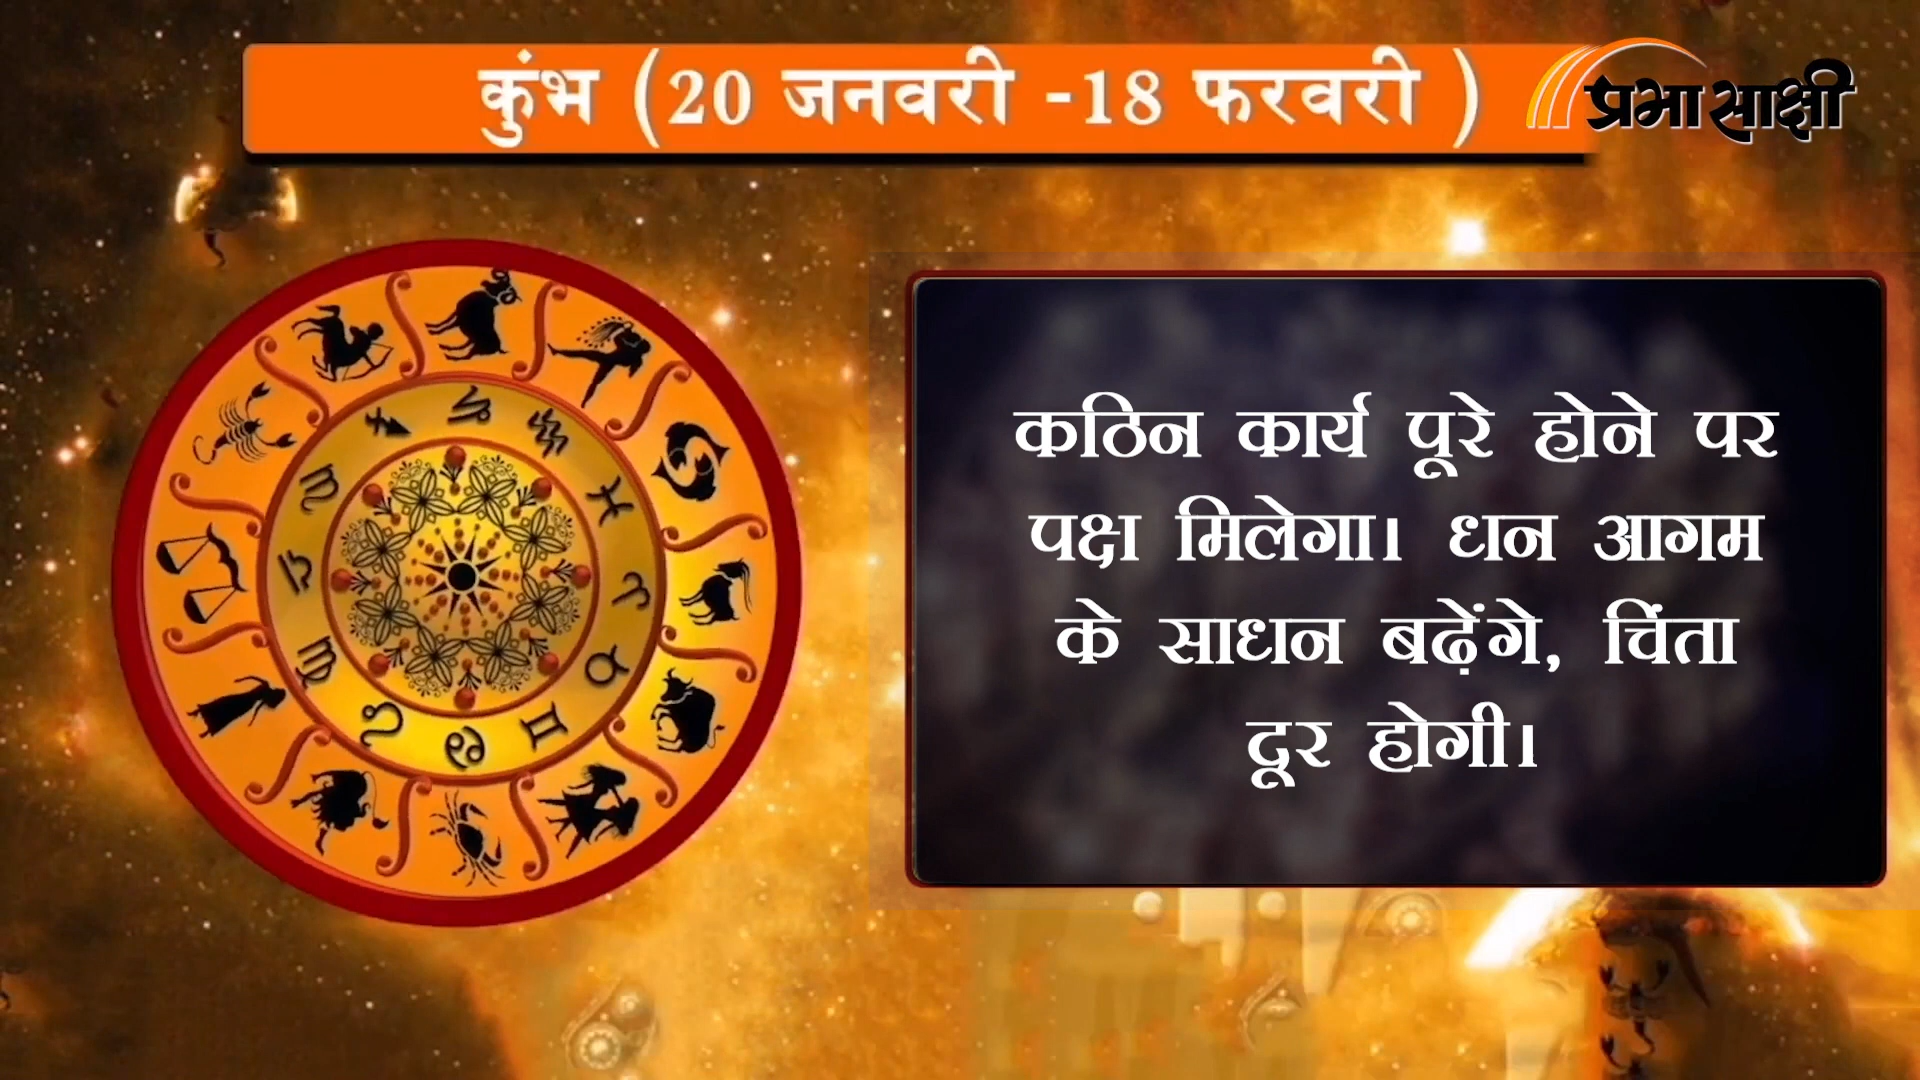 कुंभ (20 जनवरी -18 फरवरी )
प्रभासाक्षी
कठिन कार्य पूरे होने पर
पक्ष मिलेगा। धन आगम
के साधन बढ़ेंगे, चिंता
दूर होगी।